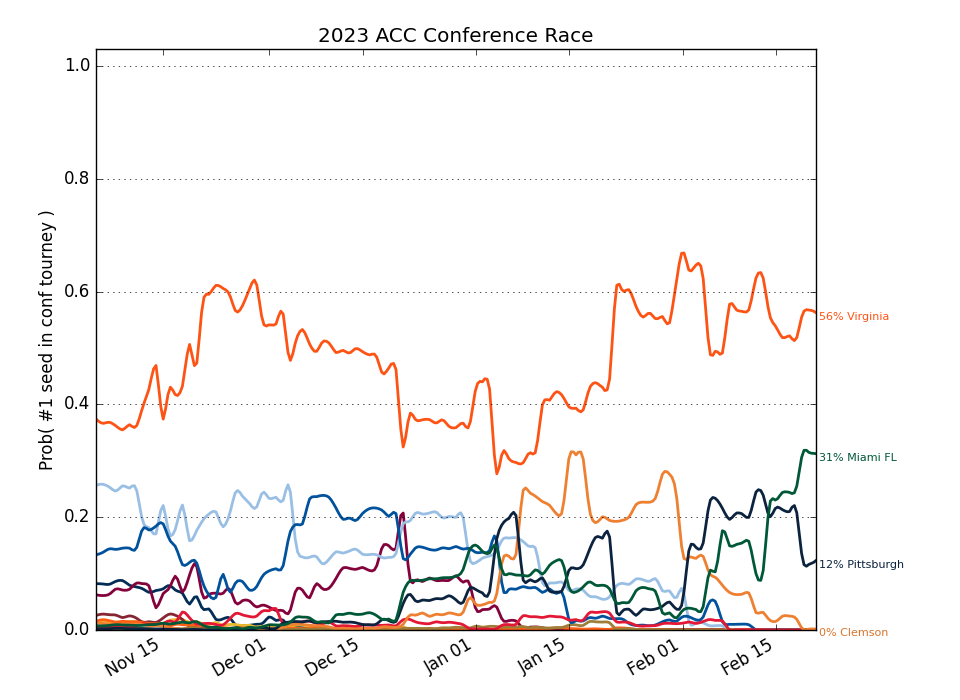 2023 ACC Conference Race
Prob( #1 seed in conf tourney )
1.0
0.8
0.6
0.4
0.2
0.0
56% Virginia
31% Miami FL
12% Pittsburgh
0% Clemson
Nov 15
Dec 01
Dec 15
Jan 01
Jan 15
Feb 01
Feb 15